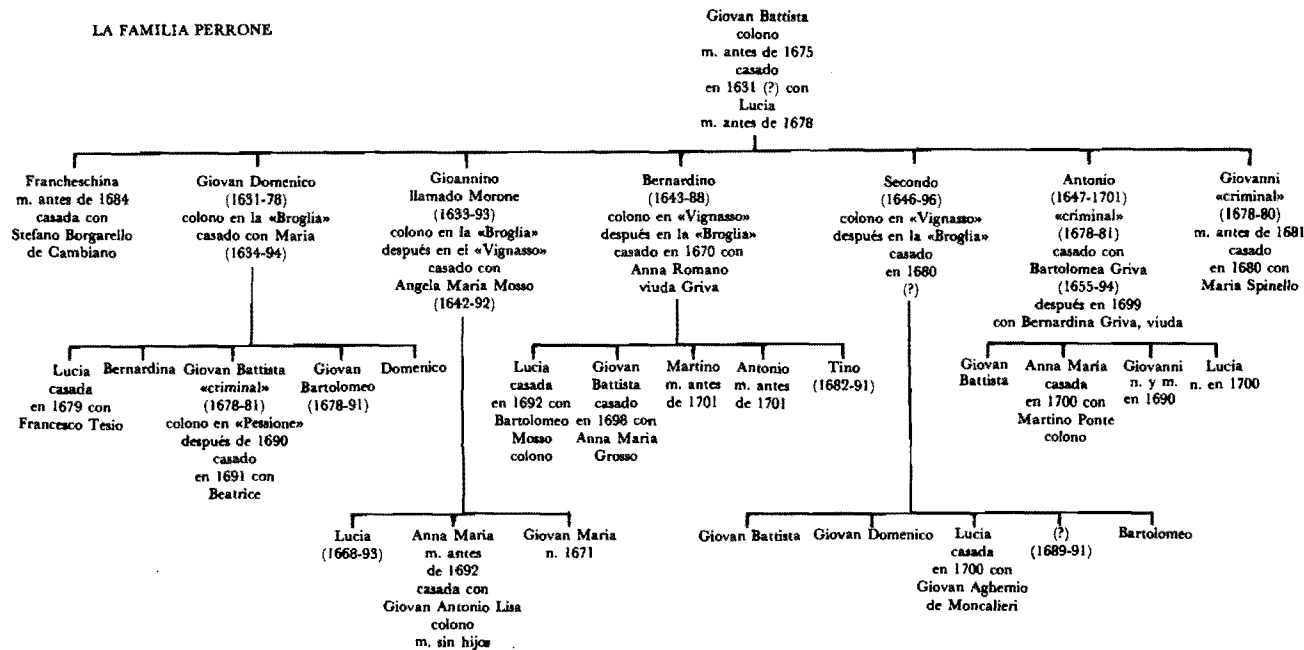 LA FAMILIA PERRONE
Giovan Battista
colono
m. antes de 1675
casado
en 1631 (?) con
Lucia
m. antes de 1678
Francheschina
m. antes de 1684
casada con
Stefano Borgarello
de Cambiano
Giovan Domenico
(1631-78)
colono en la «Broglia»
casado con Maria
(1634-94)
Gioannino
llamado Morone
(1633-93)
colono en la «Broglia»
después en el «Vignasso»
casado con
Angela Maria Mosso
(1642-92)
Bernardino
(1643-88)
colono en «Vignasso»
después en la «Broglia»
casado en 1670 con
Anna Romano
viuda Griva
Secondo
(1646-96)
colono en «Vignasso»
después en la «Broglia»
casado
en 1680
(?)
Antonio
(1647-1701)
«criminal»
(1678-81)
casado con
Bartolomea Griva
(1655-94)
después en 1699
con Bernardina Griva, viuda
Giovanni
«criminal»
(1678-80)
m. antes de 1681
casado
en 1680 con
Maria Spinello
Lucia
casada
en 1679 con
Francesco Tesio
Bernardina
Giovan Battista
«criminal»
(1678-81)
colono en «Pessione»
después de 1690
casado
en 1691 con
Beatrice
Giovan
Bartolomeo
(1678-91)
Domenico
Lucia
casada
en 1692 con
Bartolomeo
Mosso
colono
Giovan
Battista
casado
en 1698 con
Anna Maria
Grosso
Martino
m. antes
de 1701
Antonio
m. antes
de 1701
Tino
(1682-91)
Giovan
Battista
Anna María
casada
en 1700 con
Martino Ponte
colono
Giovanni
n. y m.
en 1690
Lucía
n. en 1700
Lucia
(1668-93)
Anna Maria
m. antes
de 1692
casada con
Giovan Antonio Lisa
colono
m. sin hijos
Giovan Maria
n. 1671
Giovan Battista
Giovan Domenico
Lucia
casada
en 1700 con
Giovan Aghemio
de Moncalieri
(?)
(1689-91)
Bartolomeo